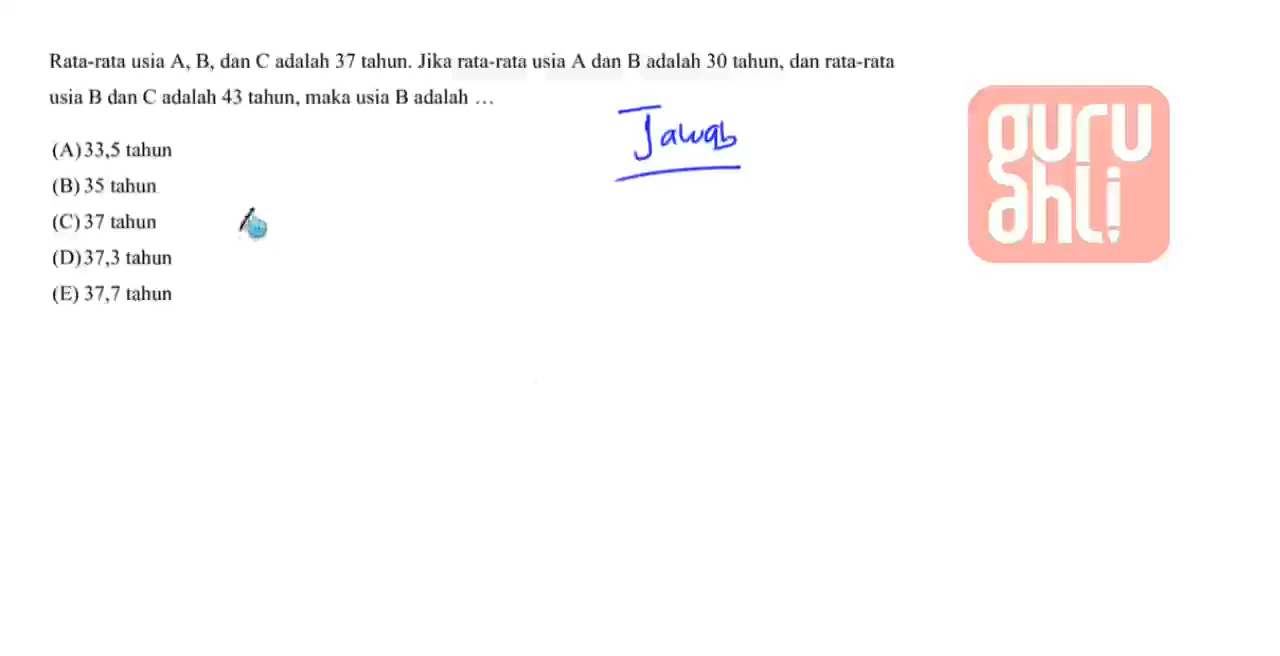 Rata-rata usia A, B, dan C adalah 37 tahun. Jika rata-rata usia A dan B adalah 30 tahun, dan rata-rata
usia B dan C adalah 43 tahun, maka usia B adalah …
Jawab
(A) 33,5 tahun
(B) 35 tahun
(C) 37 tahun
(D) 37,3 tahun
(E) 37,7 tahun
guru
ahli